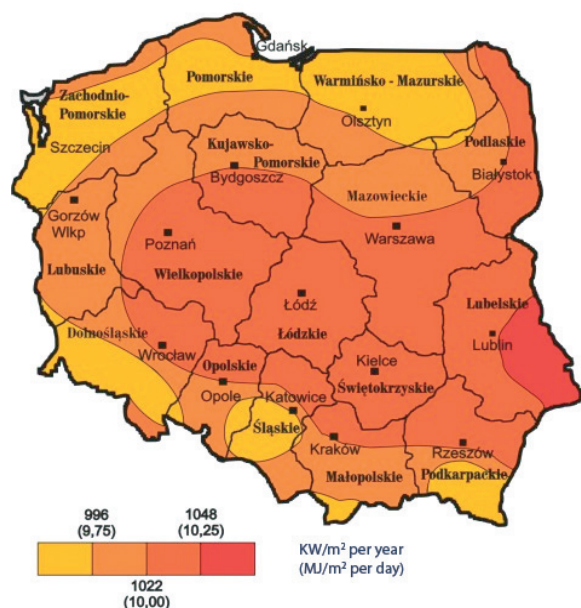 Gdańsk
Pomorskie
Warmińsko - Mazurskie
Zachodnio-
Pomorskie
Olsztyn
Szczecin
Kujawsko-
Pomorskie
Podlaskie
Bydgoszcz
Białystok
Mazowieckie
Gorzów
Wlkp
Poznań
Warszawa
Lubuskie
Wielkopolskie
Łódź
Łódzkie
Lubelskie
Dolnośląskie
Wrocław
Lublin
Opolskie
Kielce
Świętokrzyskie
Opole
Katowice
Śląskie
Kraków
Rzeszów
Małopolskie
Podkarpackie
996
(9,75)
1048
(10,25)
1022
(10,00)
KW/m² per year
(MJ/m² per day)